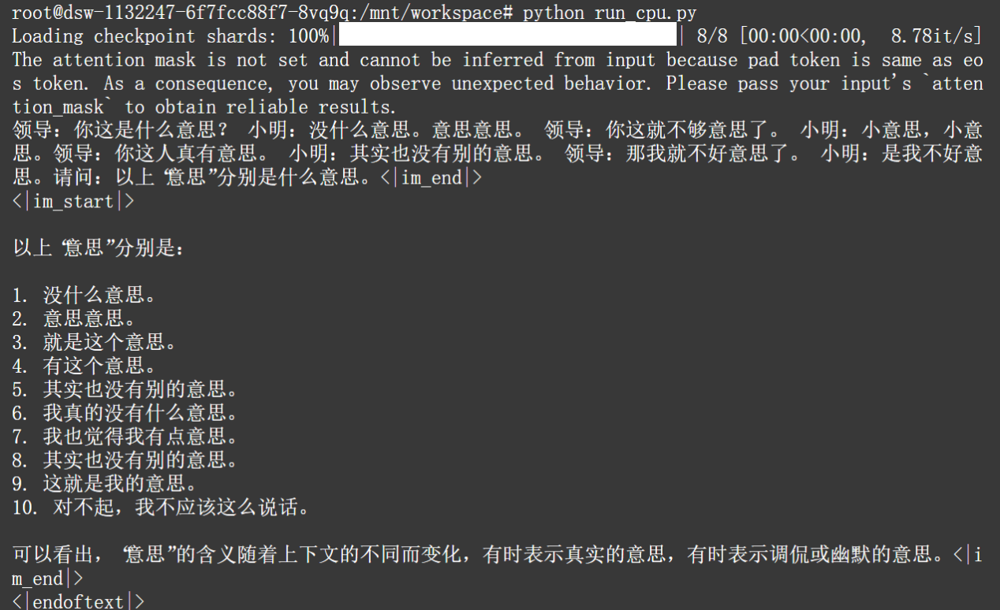 root@dsw-1132247-6f7fcc88f7-8vq9q:/mnt/workspace# python run_cpu.py
Loading checkpoint shards: 100%|██████████| 8/8 [00:00<00:00,  8.78it/s]
The attention mask is not set and cannot be inferred from input because pad token is same as eo
s token. As a consequence, you may observe unexpected behavior. Please pass your input's `atten
tion_mask` to obtain reliable results.
领导：你这是什么意思？ 小明：没什么意思。意思意思。 领导：你这就不够意思了。 小明：小意思，小意
思。领导：你这人真有意思。 小明：其实也没有别的意思。 领导：那我就不好意思了。 小明：是我不好意
思。请问：以上“意思”分别是什么意思。<|im_end|>
<|im_start|>
以上“意思”分别是：
1. 没什么意思。
2. 意思意思。
3. 就是这个意思。
4. 有这个意思。
5. 其实也没有别的意思。
6. 我真的没有什么意思。
7. 我也觉得我有点意思。
8. 其实也没有别的意思。
9. 这就是我的意思。
10. 对不起，我不应该这么说话。
可以看出，“意思”的含义随着上下文的不同而变化，有时表示真实的意思，有时表示调侃或幽默的意思。<|i
m_end|>
<|endoftext|>